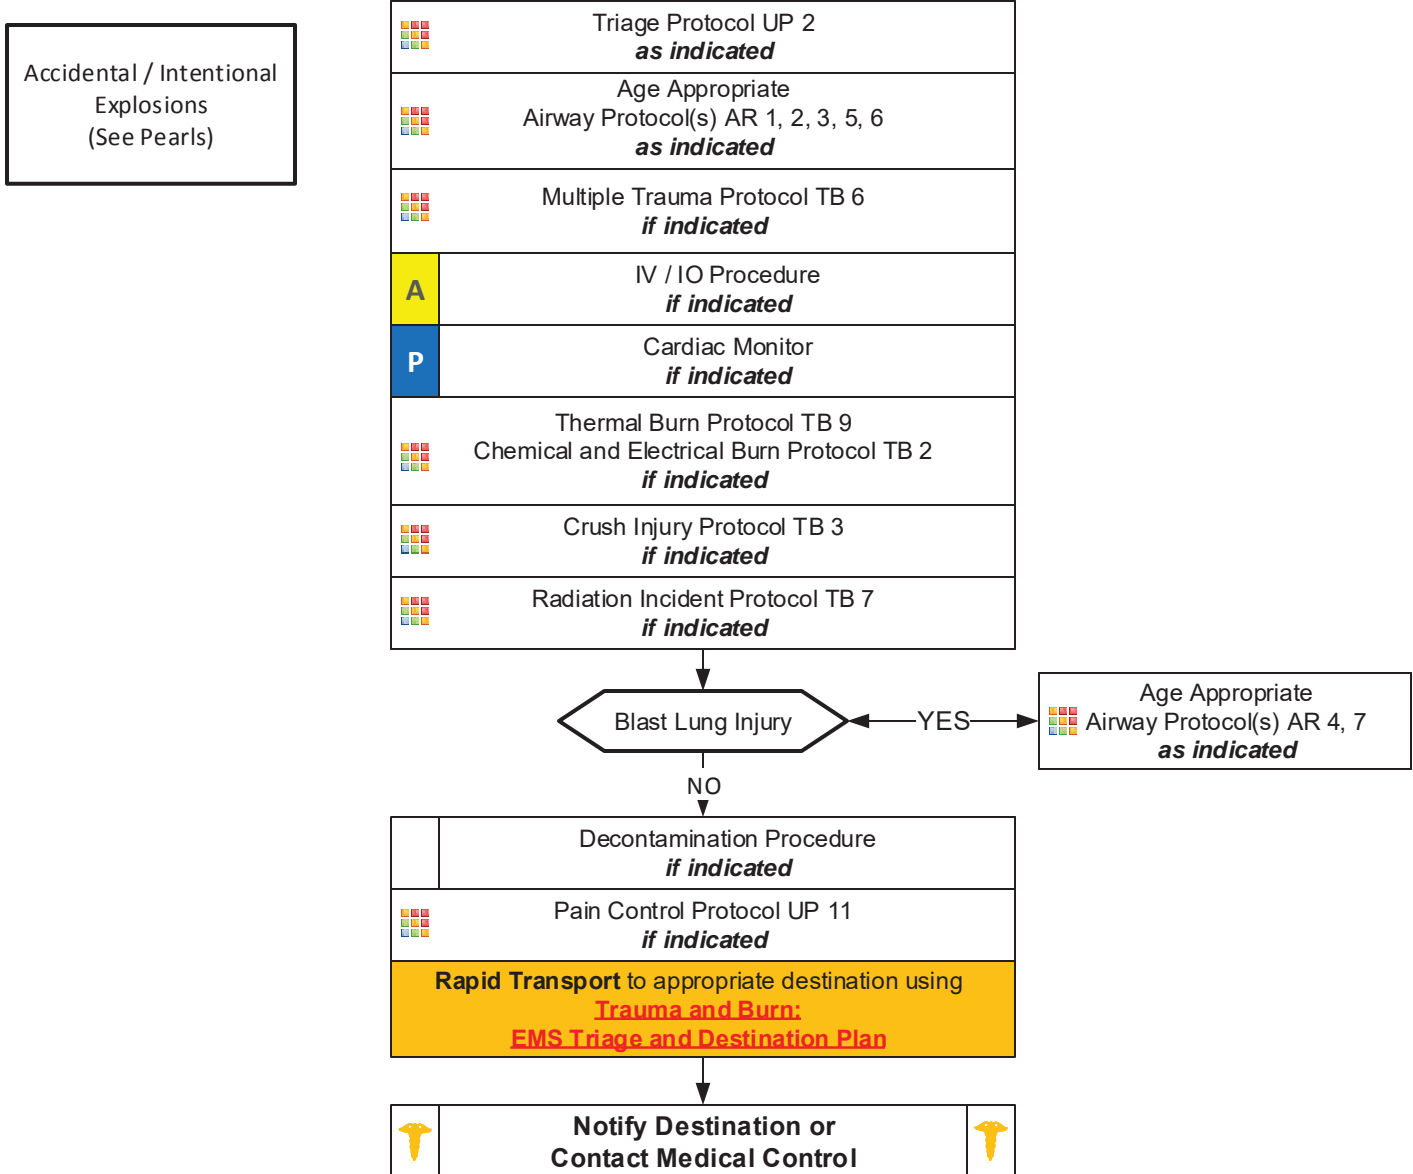 Accidental / Intentional
Explosions
(See Pearls)
Triage Protocol UP 2
as indicated
Age Appropriate
Airway Protocol(s) AR 1, 2, 3, 5, 6
as indicated
Multiple Trauma Protocol TB 6
if indicated
A
IV / IO Procedure
if indicated
P
Cardiac Monitor
if indicated
Thermal Burn Protocol TB 9
Chemical and Electrical Burn Protocol TB 2
if indicated
Crush Injury Protocol TB 3
if indicated
Radiation Incident Protocol TB 7
if indicated
Blast Lung Injury
YES
Age Appropriate
Airway Protocol(s) AR 4, 7
as indicated
NO
Decontamination Procedure
if indicated
Pain Control Protocol UP 11
if indicated
Rapid Transport to appropriate destination using
Trauma and Burn:
EMS Triage and Destination Plan
Notify Destination or
Contact Medical Control